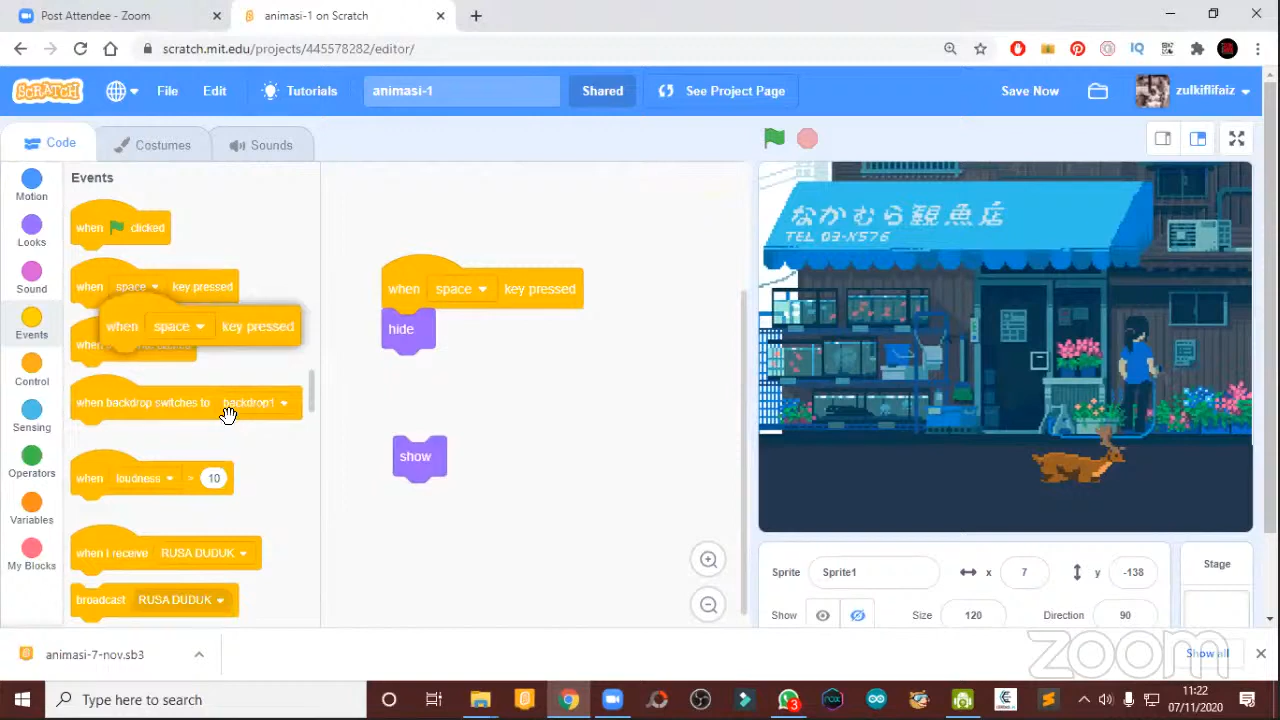 Post Attendee - Zoom
animasi-1 on Scratch
scratch.mit.edu/projects/445578282/editor/
SCRATCH
File
Edit
Tutorials
animasi-1
Shared
See Project Page
Save Now
zulkiflifaiz
Code
Costumes
Sounds
Motion
Looks
Sound
Events
Control
Sensing
Operators
Variables
My Blocks
Events
when clicked
when space key pressed
when space key pressed
when
when backdrop switches to backdrop1
when loudness > 10
when I receive RUSA DUDUK
broadcast RUSA DUDUK
when space key pressed
hide
show
なかむら観魚店
TEL 03-X576
Sprite
Sprite1
x
7
y
-138
Show
Size
120
Direction
90
Stage
animasi-7-nov.sb3
Show all
zoom
Type here to search
3
11:22
07/11/2020